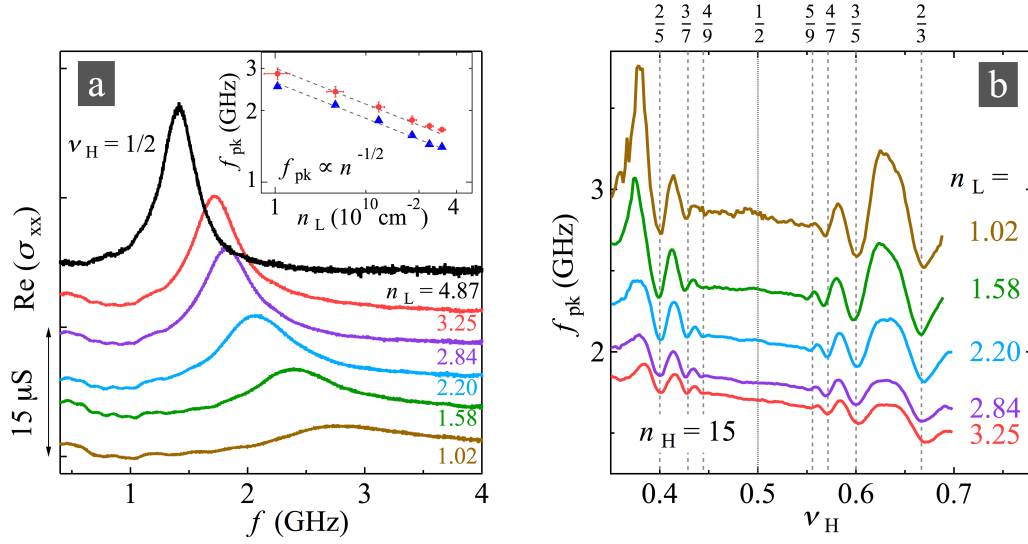 a
ν_H = 1/2
Re (σ_xx)
15 μS
n_L = 4.87
3.25
2.84
2.20
1.58
1.02
1
2
3
4
f (GHz)
f_pk (GHz)
3
2
1
f_pk ∝ n^-1/2
1
4
n_L (10^10 cm^-2)
b
2/5
3/7
4/9
1/2
5/9
4/7
3/5
2/3
n_L =
1.02
1.58
2.20
2.84
3.25
n_H = 15
f_pk (GHz)
3
2
0.4
0.5
0.6
0.7
ν_H